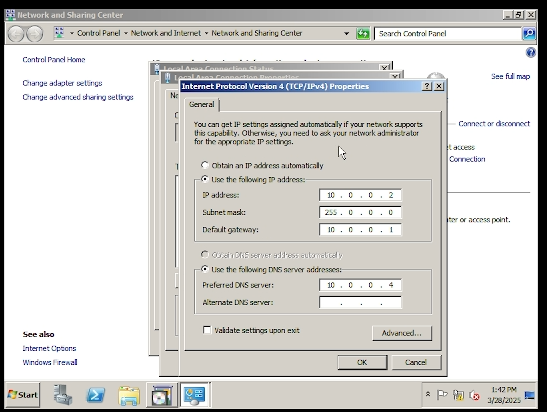 Network and Sharing Center
Control Panel
Network and Internet
Network and Sharing Center
Search Control Panel
Control Panel Home
Change adapter settings
Change advanced sharing settings
See full map
Connect or disconnect
et access
Connection
uter or access point.
Local Area Connection Status
Local Area Connection Properties
Internet Protocol Version 4 (TCP/IPv4) Properties
General
You can get IP settings assigned automatically if your network supports
this capability. Otherwise, you need to ask your network administrator
for the appropriate IP settings.
Obtain an IP address automatically
Use the following IP address:
IP address: 10 . 0 . 0 . 2
Subnet mask: 255 . 0 . 0 . 0
Default gateway: 10 . 0 . 0 . 1
Obtain DNS server address automatically
Use the following DNS server addresses:
Preferred DNS server: 10 . 0 . 0 . 4
Alternate DNS server: . . .
Validate settings upon exit
Advanced...
OK Cancel
See also
Internet Options
Windows Firewall
Start
1:42 PM
3/28/2025